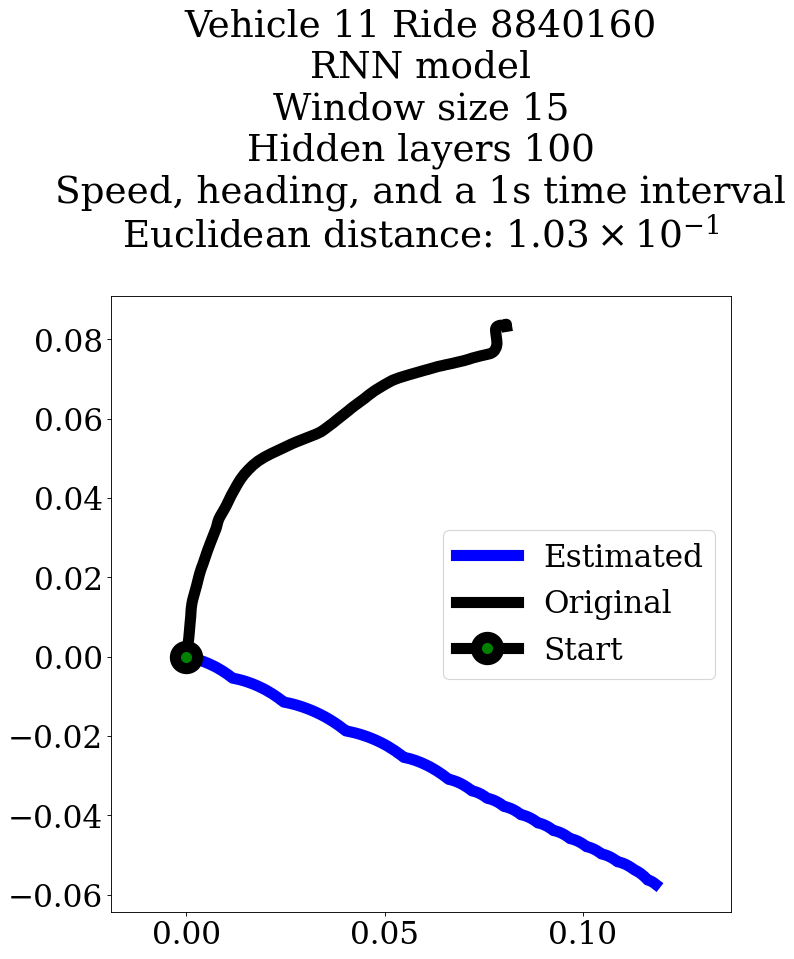 Vehicle 11 Ride 8840160
RNN model
Window size 15
Hidden layers 100
Speed, heading, and a 1s time interval
Euclidean distance: 1.03 × 10⁻¹
0.08
0.06
0.04
0.02
0.00
−0.02
−0.04
−0.06
Estimated
Original
Start
0.00 0.05 0.10